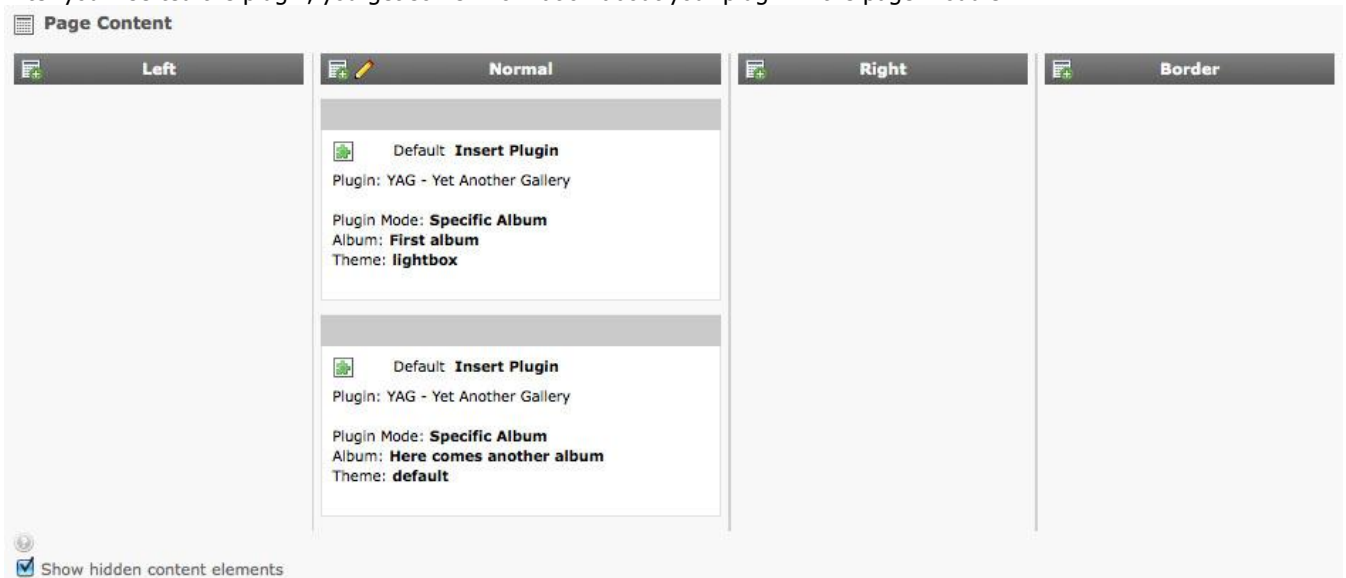 Page Content
Left
Normal
Right
Border
Default Insert Plugin
Plugin: YAG - Yet Another Gallery
Plugin Mode: Specific Album
Album: First album
Theme: lightbox
Default Insert Plugin
Plugin: YAG - Yet Another Gallery
Plugin Mode: Specific Album
Album: Here comes another album
Theme: default
Show hidden content elements